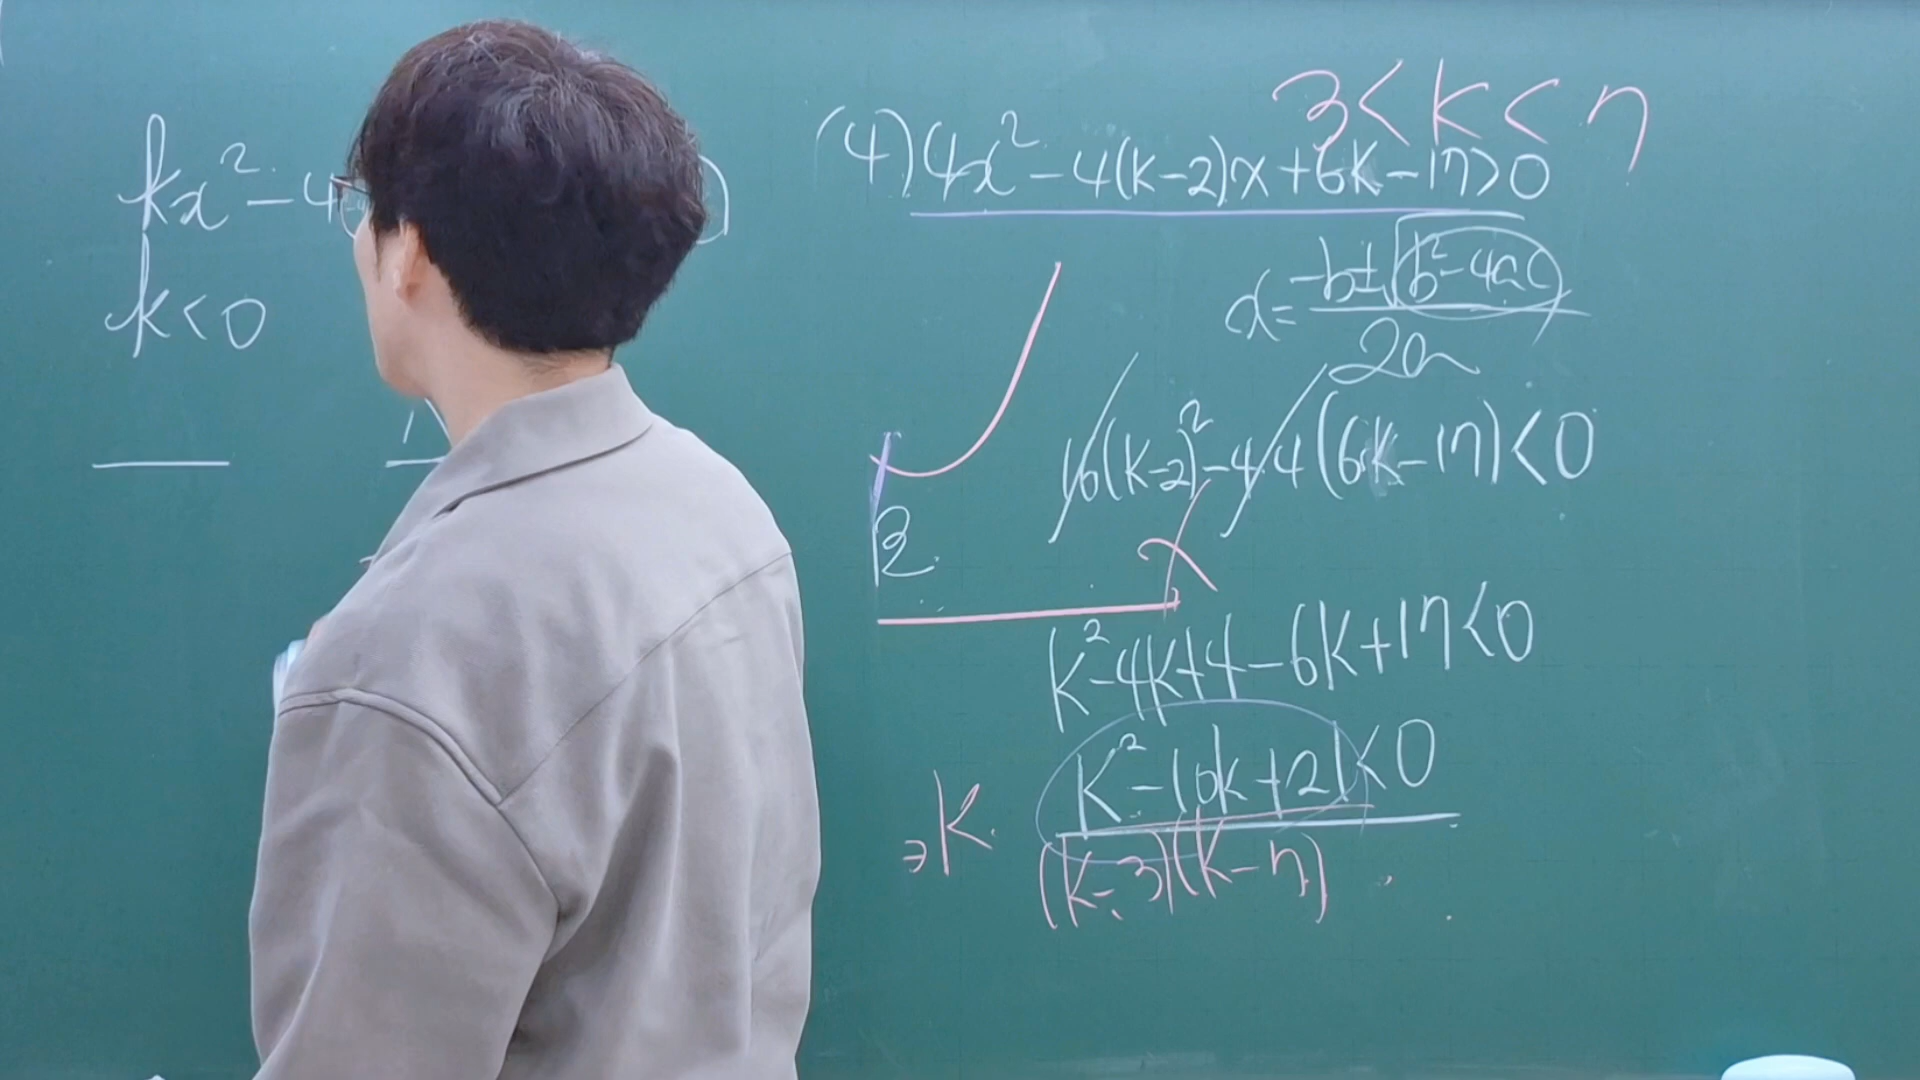 kx²-4
k<0
3<k<7
(4) 4x²-4(k-2)x+6k-17>0
x=(-b±√(b²-4ac))/2a
16(k-2)²-4·4(6k-17)<0
k²-4k+4-6k+17<0
k²-10k+21<0
⇒k.
(k-3)(k-7)